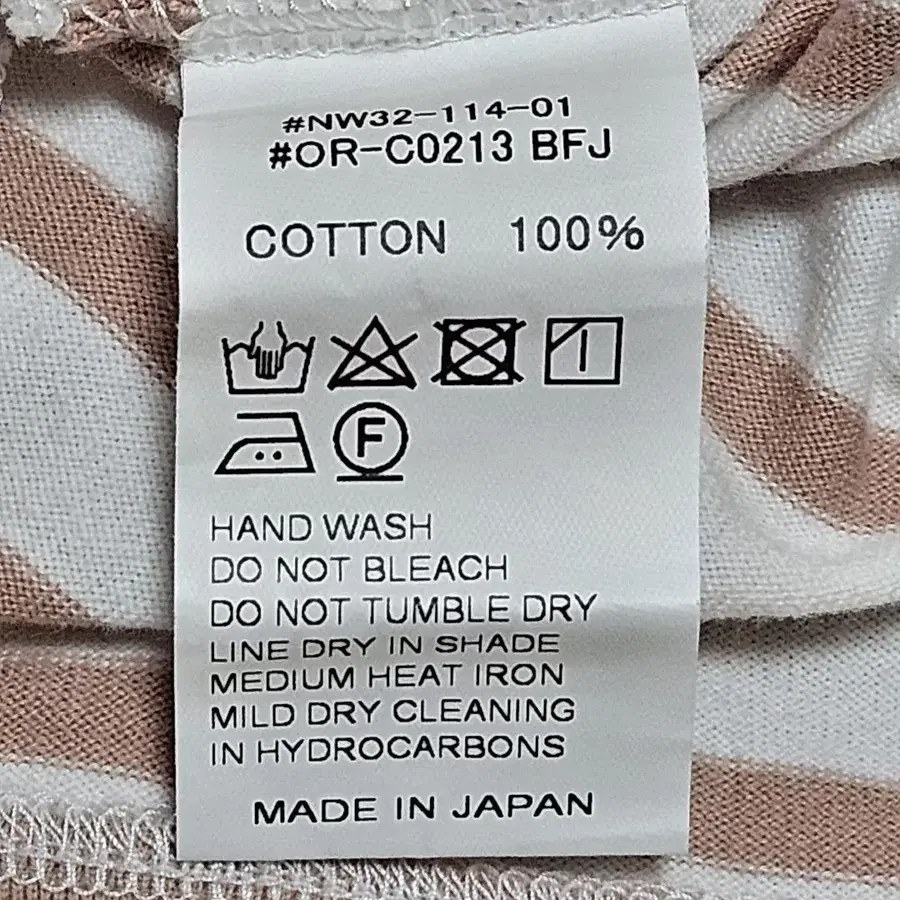 #NW32-114-01
#OR-C0213 BFJ
COTTON 100%
F
HAND WASH
DO NOT BLEACH
DO NOT TUMBLE DRY
LINE DRY IN SHADE
MEDIUM HEAT IRON
MILD DRY CLEANING
IN HYDROCARBONS
MADE IN JAPAN